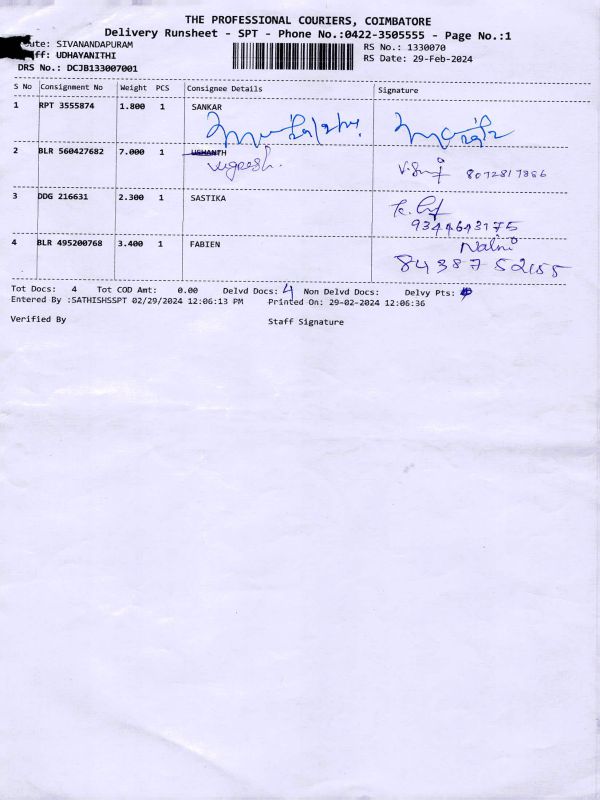 THE PROFESSIONAL COURIERS, COIMBATORE
Delivery Runsheet - SPT - Phone No.:0422-3505555 - Page No.:1
ute: SIVANANDAPURAM
RS No.: 1330070
ff: UDHAYANITHI
RS Date: 29-Feb-2024
DRS No.: DCJB133007001
S No Consignment No Weight PCS Consignee Details Signature
1 RPT 3555874 1.800 1 SANKAR
2 BLR 560427682 7.000 1 USHANTH
Vignesh. 8072817886
3 DDG 216631 2.300 1 SASTIKA
9344643175
4 BLR 495200768 3.400 1 FABIEN Nalni
Tot Docs: 4 Tot COD Amt: 0.00 Delvd Docs: 4 Non Delvd Docs: Delvy Pts:
Entered By :SATHISHSSPT 02/29/2024 12:06:13 PM Printed On: 29-02-2024 12:06:36
Verified By Staff Signature